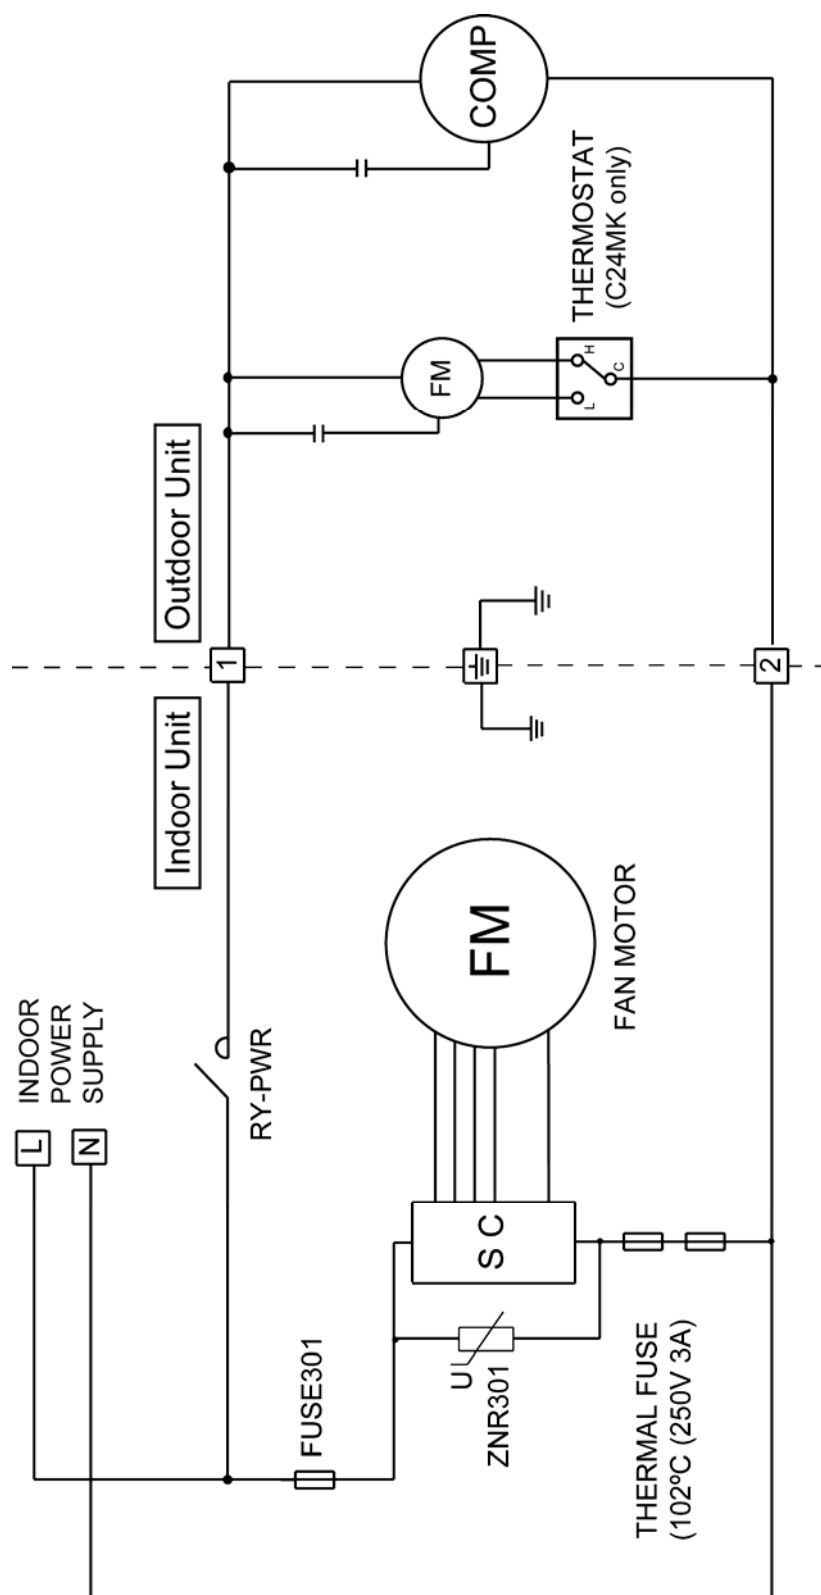 L
N
INDOOR
POWER
SUPPLY
Indoor Unit
Outdoor Unit
1
RY-PWR
FUSE301
U
ZNR301
S C
FM
FAN MOTOR
THERMAL FUSE
(102ºC (250V 3A)
2
FM
COMP
L
H
C
THERMOSTAT
(C24MK only)